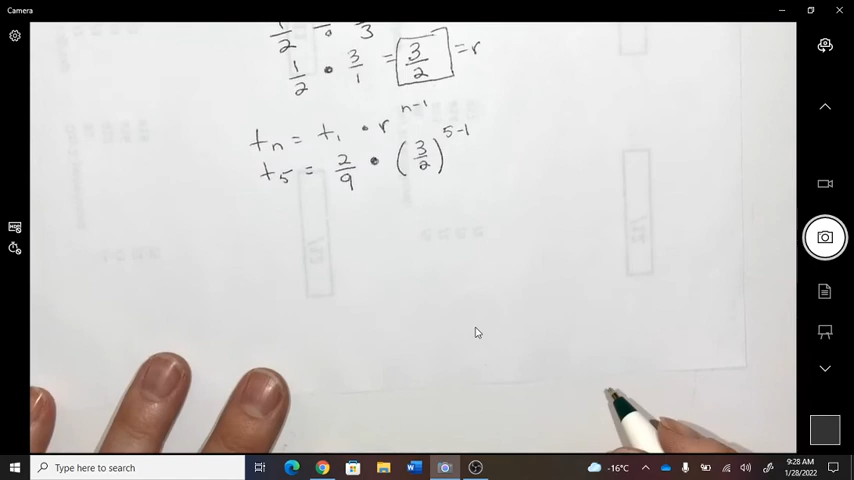 Camera
1/2 · 3/1 = 3/2 = r
tn = t1 · r^(n-1)
t5 = 2/9 · (3/2)^(5-1)
Type here to search
-16°C
9:28 AM
1/28/2022